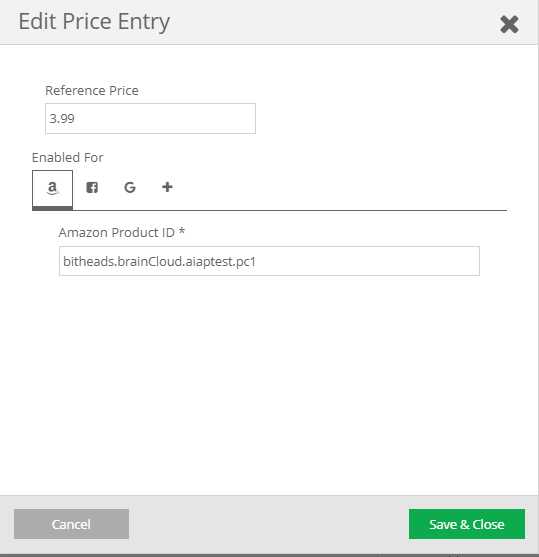 Edit Price Entry
Reference Price
3.99
Enabled For
Amazon Product ID *
bitheads.brainCloud.aiaptest.pc1
Cancel
Save & Close